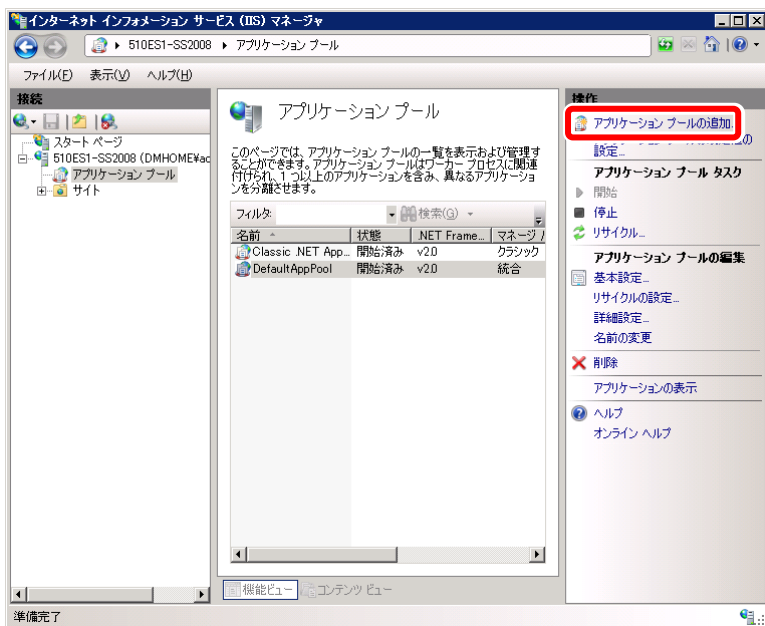 インターネット インフォメーション サービス (IIS) マネージャ
510ES1-SS2008 アプリケーション プール
ファイル(F) 表示(V) ヘルプ(H)
接続
スタート ページ
510ES1-SS2008 (DMHOME¥ac
アプリケーション プール
サイト
アプリケーション プール
このページでは、アプリケーション プールの一覧を表示および管理す
ることができます。アプリケーション プールはワーカー プロセスに関連
付けられ、1 つ以上のアプリケーションを含み、異なるアプリケーショ
ンを分離させます。
フィルタ: 検索(G)
名前 状態 .NET Frame... マネージ
Classic .NET App... 開始済み v2.0 クラシック
DefaultAppPool 開始済み v2.0 統合
機能ビュー コンテンツ ビュー
操作
アプリケーション プールの追加
設定...
アプリケーション プール タスク
開始
停止
リサイクル...
アプリケーション プールの編集
基本設定...
リサイクルの設定...
詳細設定...
名前の変更
削除
アプリケーションの表示
ヘルプ
オンライン ヘルプ
準備完了